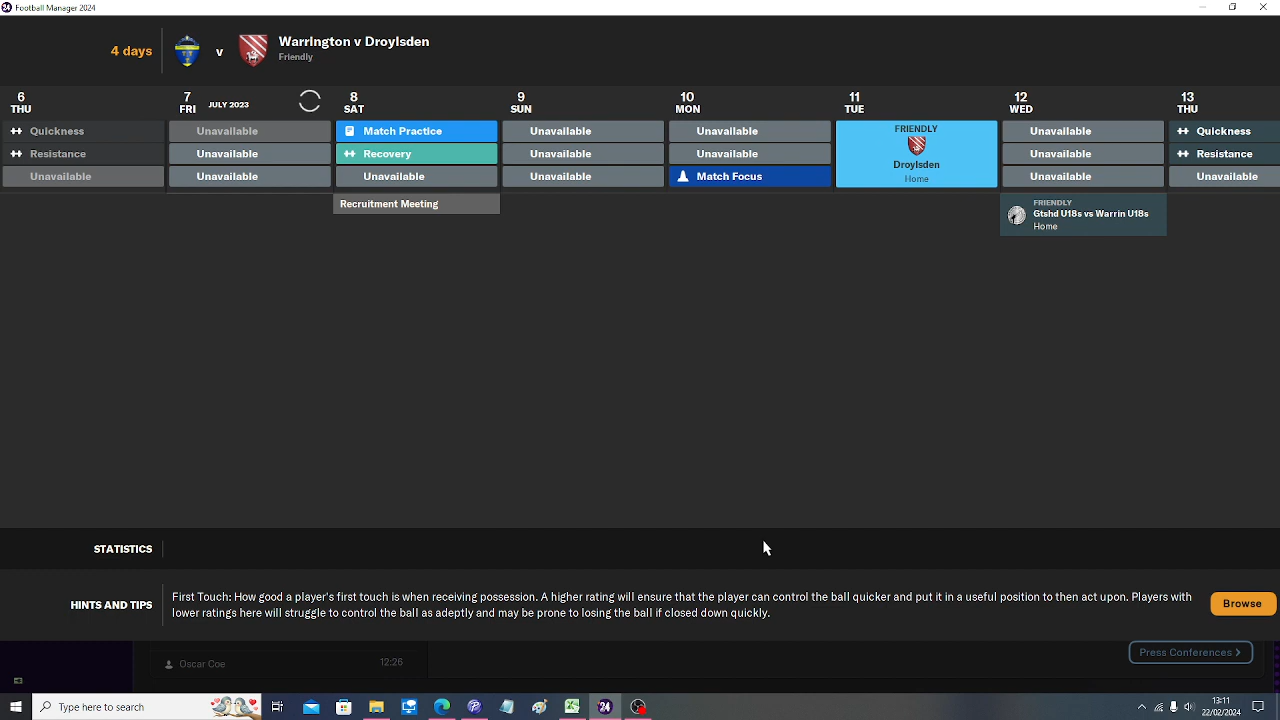 Football Manager 2024
4 days
v
Warrington v Droylsden
Friendly
6 THU
7 FRI
JULY 2023
8 SAT
9 SUN
10 MON
11 TUE
12 WED
13 THU
Quickness
Unavailable
Match Practice
Unavailable
Unavailable
FRIENDLY
Unavailable
Quickness
Resistance
Unavailable
Recovery
Unavailable
Unavailable
Droylsden
Unavailable
Resistance
Unavailable
Unavailable
Unavailable
Unavailable
Match Focus
Home
Unavailable
Unavailable
Recruitment Meeting
FRIENDLY
Gtshd U18s vs Warrin U18s
Home
STATISTICS
HINTS AND TIPS
First Touch: How good a player's first touch is when receiving possession. A higher rating will ensure that the player can control the ball quicker and put it in a useful position to then act upon. Players with
lower ratings here will struggle to control the ball as adeptly and may be prone to losing the ball if closed down quickly.
Browse
Oscar Coe
12:26
Press Conferences
Type here to search
24
13:11
22/02/2024